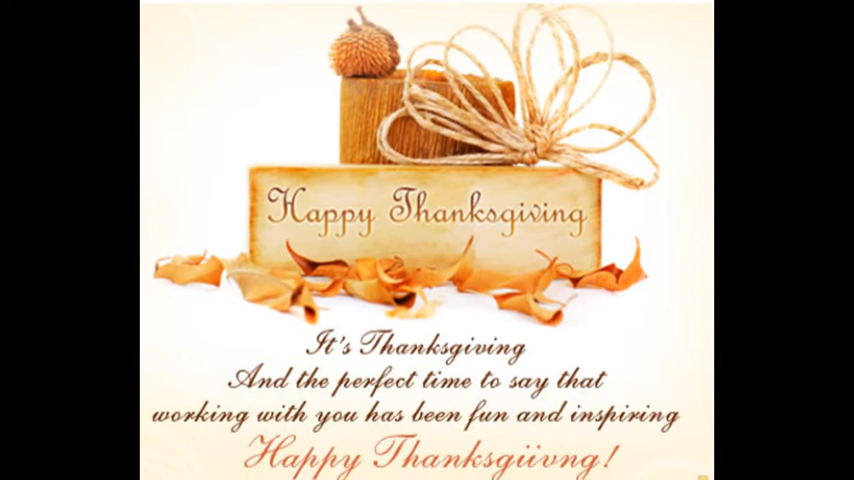 Happy Thanksgiving
It's Thanksgiving
And the perfect time to say that
working with you has been fun and inspiring
Happy Thanksgiivng!